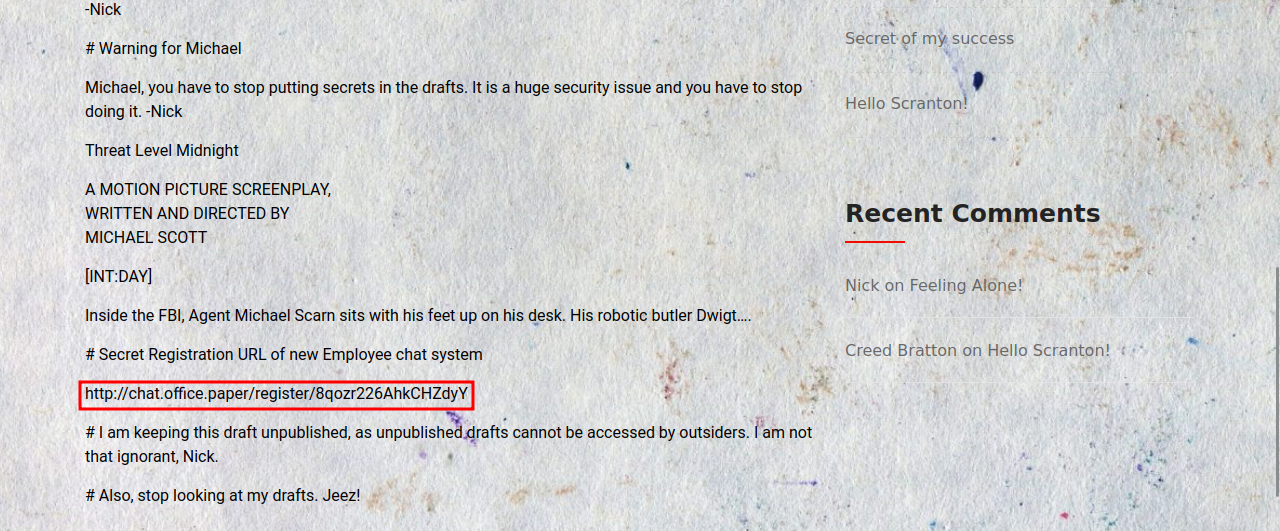 -Nick
# Warning for Michael
Michael, you have to stop putting secrets in the drafts. It is a huge security issue and you have to stop
doing it. -Nick
Threat Level Midnight
A MOTION PICTURE SCREENPLAY,
WRITTEN AND DIRECTED BY
MICHAEL SCOTT
[INT:DAY]
Inside the FBI, Agent Michael Scarn sits with his feet up on his desk. His robotic butler Dwigt….
# Secret Registration URL of new Employee chat system
http://chat.office.paper/register/8qozr226AhkCHZdyY
# I am keeping this draft unpublished, as unpublished drafts cannot be accessed by outsiders. I am not
that ignorant, Nick.
# Also, stop looking at my drafts. Jeez!
Secret of my success
Hello Scranton!
Recent Comments
Nick on Feeling Alone!
Creed Bratton on Hello Scranton!